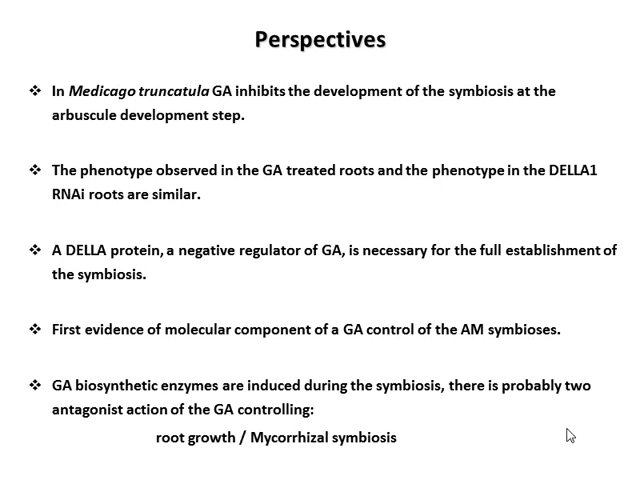 Perspectives
❖ In Medicago truncatula GA inhibits the development of the symbiosis at the
arbuscule development step.
❖ The phenotype observed in the GA treated roots and the phenotype in the DELLA1
RNAi roots are similar.
❖ A DELLA protein, a negative regulator of GA, is necessary for the full establishment of
the symbiosis.
❖ First evidence of molecular component of a GA control of the AM symbioses.
❖ GA biosynthetic enzymes are induced during the symbiosis, there is probably two
antagonist action of the GA controlling:
root growth / Mycorrhizal symbiosis